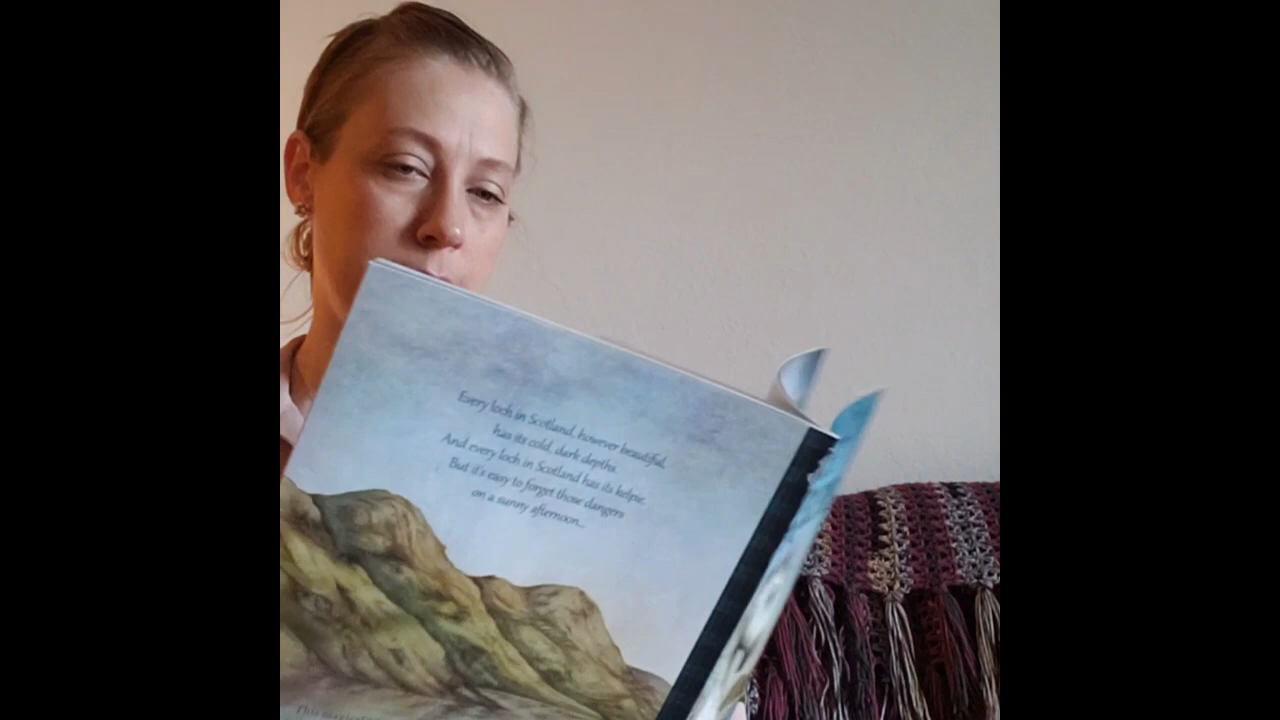 Every loch in Scotland, however beautiful,
has its cold, dark depths.
And every loch in Scotland has its kelpie.
But it's easy to forget those dangers
on a sunny afternoon...
This